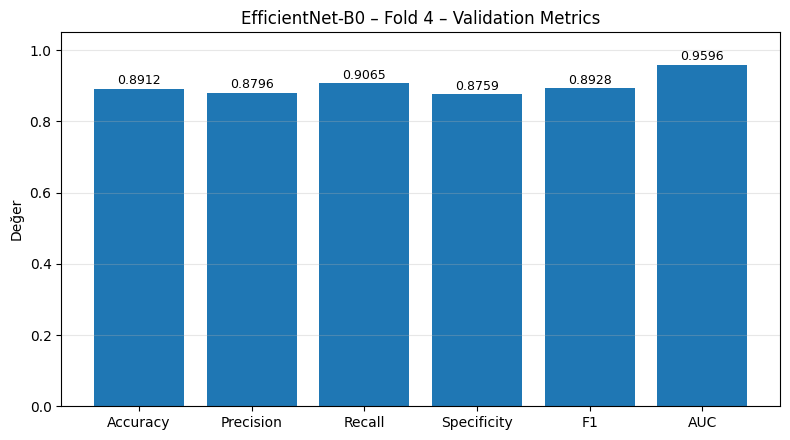 EfficientNet-B0 – Fold 4 – Validation Metrics
Değer
1.0
0.8
0.6
0.4
0.2
0.0
0.8912
0.8796
0.9065
0.8759
0.8928
0.9596
Accuracy
Precision
Recall
Specificity
F1
AUC